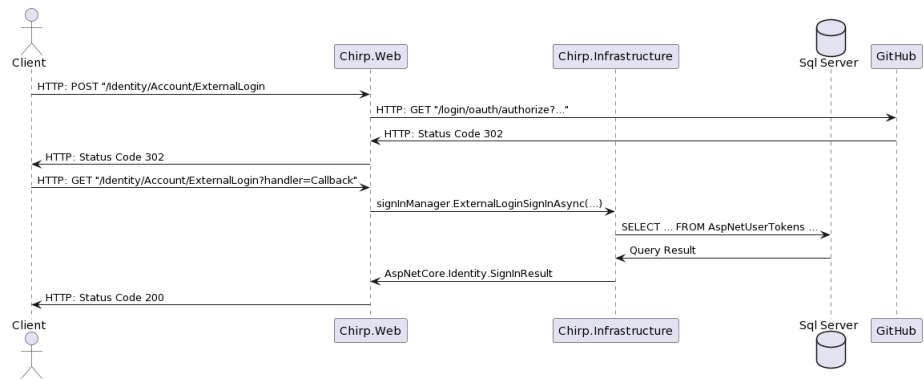 Client
Chirp.Web
Chirp.Infrastructure
Sql Server
GitHub
HTTP: POST "/Identity/Account/ExternalLogin
HTTP: GET "/login/oauth/authorize?..."
HTTP: Status Code 302
HTTP: Status Code 302
HTTP: GET "/Identity/Account/ExternalLogin?handler=Callback"
signInManager.ExternalLoginSignInAsync(...)
SELECT ... FROM AspNetUserTokens ...
Query Result
AspNetCore.Identity.SignInResult
HTTP: Status Code 200
Client
Chirp.Web
Chirp.Infrastructure
Sql Server
GitHub